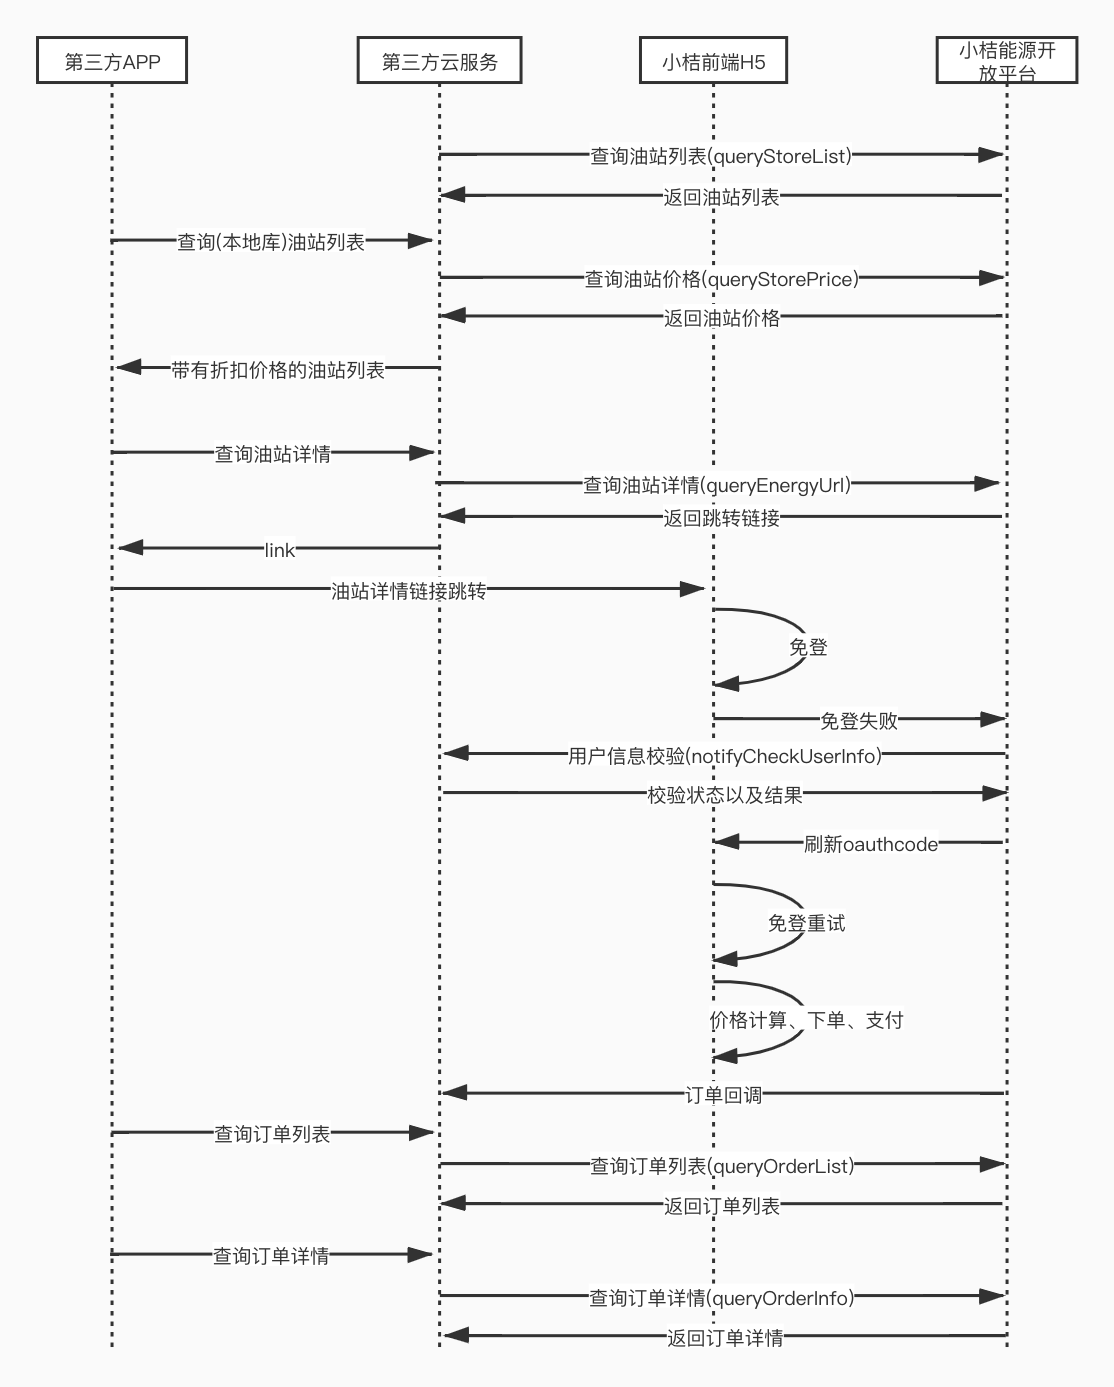 第三方APP
第三方云服务
小桔前端H5
小桔能源开
放平台
查询油站列表(queryStoreList)
返回油站列表
查询(本地库)油站列表
查询油站价格(queryStorePrice)
返回油站价格
带有折扣价格的油站列表
查询油站详情
查询油站详情(queryEnergyUrl)
返回跳转链接
link
油站详情链接跳转
免登
免登失败
用户信息校验(notifyCheckUserInfo)
校验状态以及结果
刷新oauthcode
免登重试
价格计算、下单、支付
订单回调
查询订单列表
查询订单列表(queryOrderList)
返回订单列表
查询订单详情
查询订单详情(queryOrderInfo)
返回订单详情